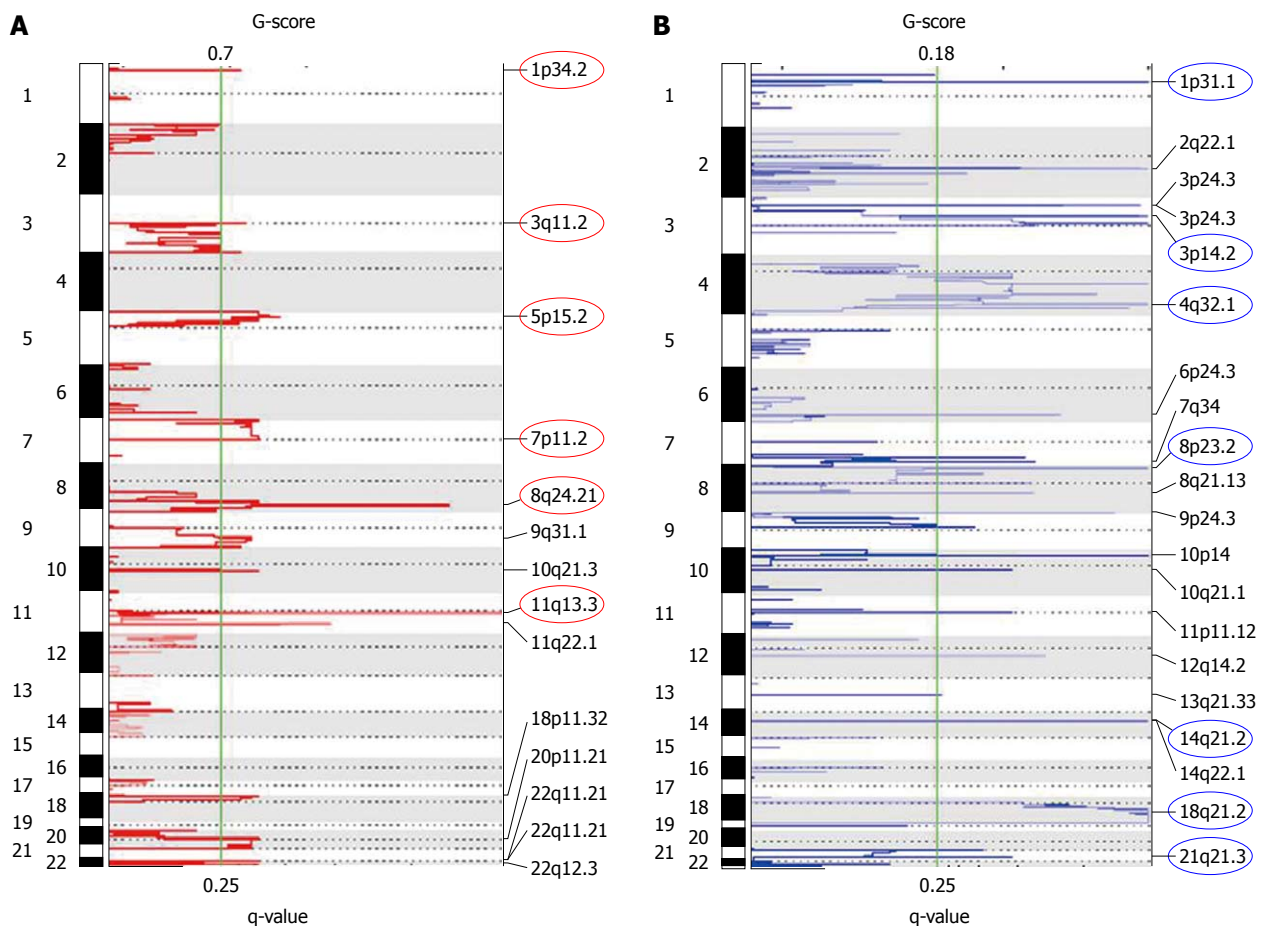 A
G-score
0.7
1
2
3
4
5
6
7
8
9
10
11
12
13
14
15
16
17
18
19
20
21
22
1p34.2
3q11.2
5p15.2
7p11.2
8q24.21
9q31.1
10q21.3
11q13.3
11q22.1
18p11.32
20p11.21
22q11.21
22q11.21
22q12.3
0.25
q-value
B
G-score
0.18
1
2
3
4
5
6
7
8
9
10
11
12
13
14
15
16
17
18
19
20
21
22
1p31.1
2q22.1
3p24.3
3p24.3
3p14.2
4q32.1
6p24.3
7q34
8p23.2
8q21.13
9p24.3
10p14
10q21.1
11p11.12
12q14.2
13q21.33
14q21.2
14q22.1
18q21.2
21q21.3
0.25
q-value